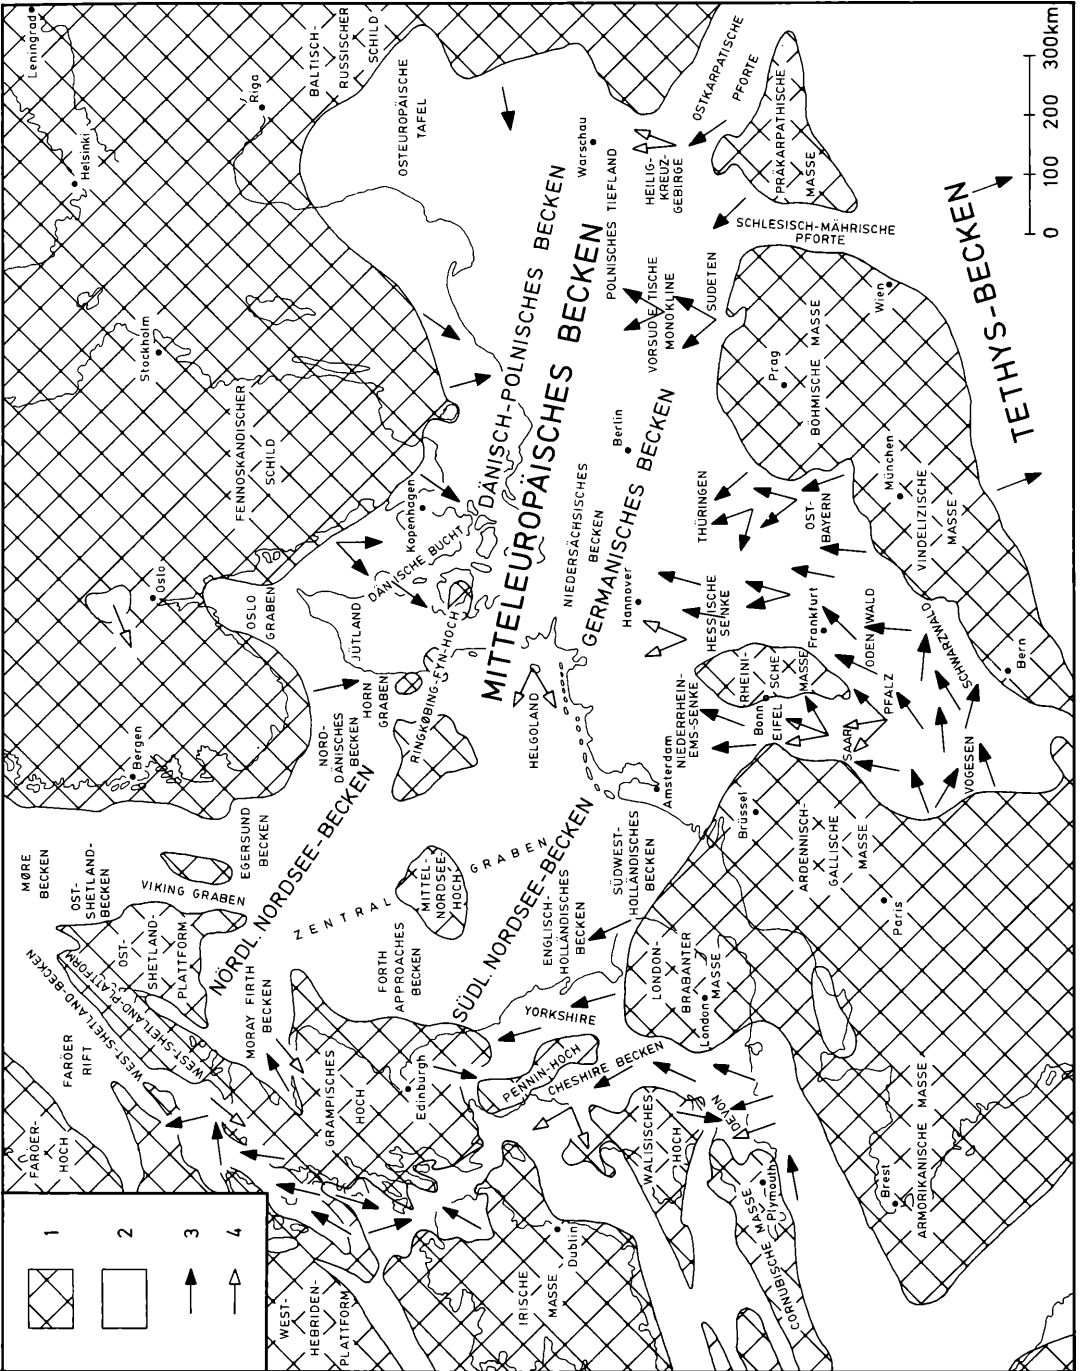 WEST-
HEBRIDEN-
PLATTFORM
FARÖER-
HOCH
FARÖER
RIFT
WEST-SHETLAND-BECKEN
WEST-SHETLAND-PLATTFORM
OST-
SHETLAND-
PLATTFORM
MØRE
BECKEN
OST-
SHETLAND-
BECKEN
VIKING GRABEN
EGERSUND
BECKEN
Bergen
Oslo
OSLO
GRABEN
FENNOSKANDISCHER
SCHILD
Stockholm
Helsinki
Leningrad
Riga
BALTISCH-
RUSSISCHER
SCHILD
OSTEUROPÄISCHE
TAFEL
MORAY FIRTH
BECKEN
NÖRDL. NORDSEE-BECKEN
NORD-
DÄNISCHES
BECKEN
HORN
GRABEN
JÜTLAND
DÄNISCHE BUCHT
Kopenhagen
RINGKØBING-FYN-HOCH
GRAMPISCHES
HOCH
Edinburgh
FORTH
APPROACHES
BECKEN
ZENTRAL
GRABEN
MITTEL-
NORDSEE-
HOCH
SÜDL. NORDSEE-BECKEN
HELGOLAND
MITTELEUROPÄISCHES BECKEN
DÄNISCH-POLNISCHES BECKEN
GERMANISCHES BECKEN
NIEDERSÄCHSISCHES
BECKEN
Hannover
Berlin
Warschau
POLNISCHES TIEFLAND
VORSUDETISCHE
MONOKLINE
SUDETEN
HEILIG-
KREUZ-
GEBIRGE
OSTKARPATISCHE
PFORTE
PRÄKARPATHISCHE
MASSE
SCHLESISCH-MÄHRISCHE
PFORTE
IRISCHE
MASSE
Dublin
PENNIN-HOCH
CHESHIRE BECKEN
YORKSHIRE
ENGLISCH-
HOLLÄNDISCHES
BECKEN
SÜDWEST-
HOLLÄNDISCHES
BECKEN
Amsterdam
NIEDERRHEIN-
EMS-SENKE
WALISISCHES
HOCH
LONDON-
BRABANTER
MASSE
London
DEVON
CORNUBISCHE MASSE
Plymouth
Brest
ARMORIKANISCHE MASSE
Paris
Brüssel
ARDENNISCH-
GALLISCHE
MASSE
Bonn
EIFEL
RHEINI-
SCHE
MASSE
HESSISCHE
SENKE
THÜRINGEN
Frankfurt
ODENWALD
PFALZ
SAAR
VOGESEN
SCHWARZWALD
Bern
OST-
BAYERN
München
VINDELIZISCHE
MASSE
Prag
BÖHMISCHE MASSE
Wien
TETHYS-BECKEN
1
2
3
4
0 100 200 300km